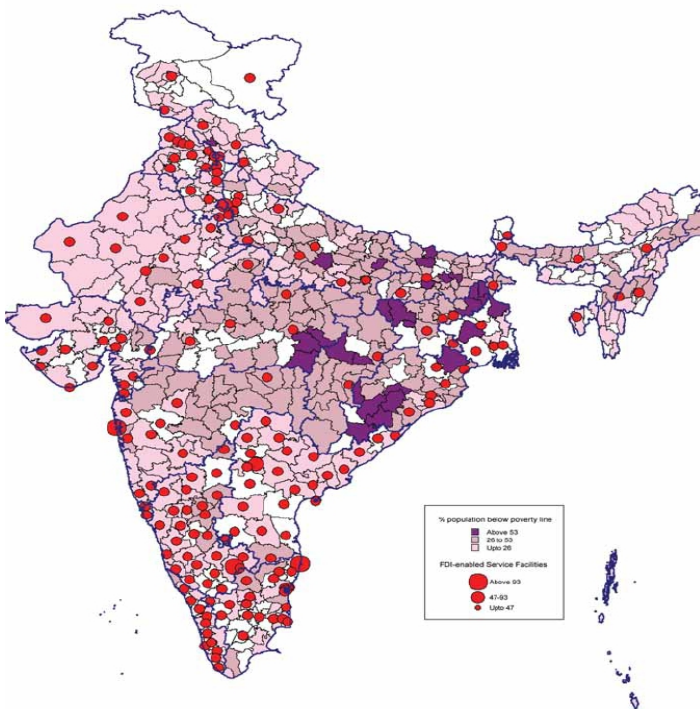 % population below poverty line
Above 53
26 to 53
Upto 26
FDI-enabled Service Facilities
Above 93
47-93
Upto 47